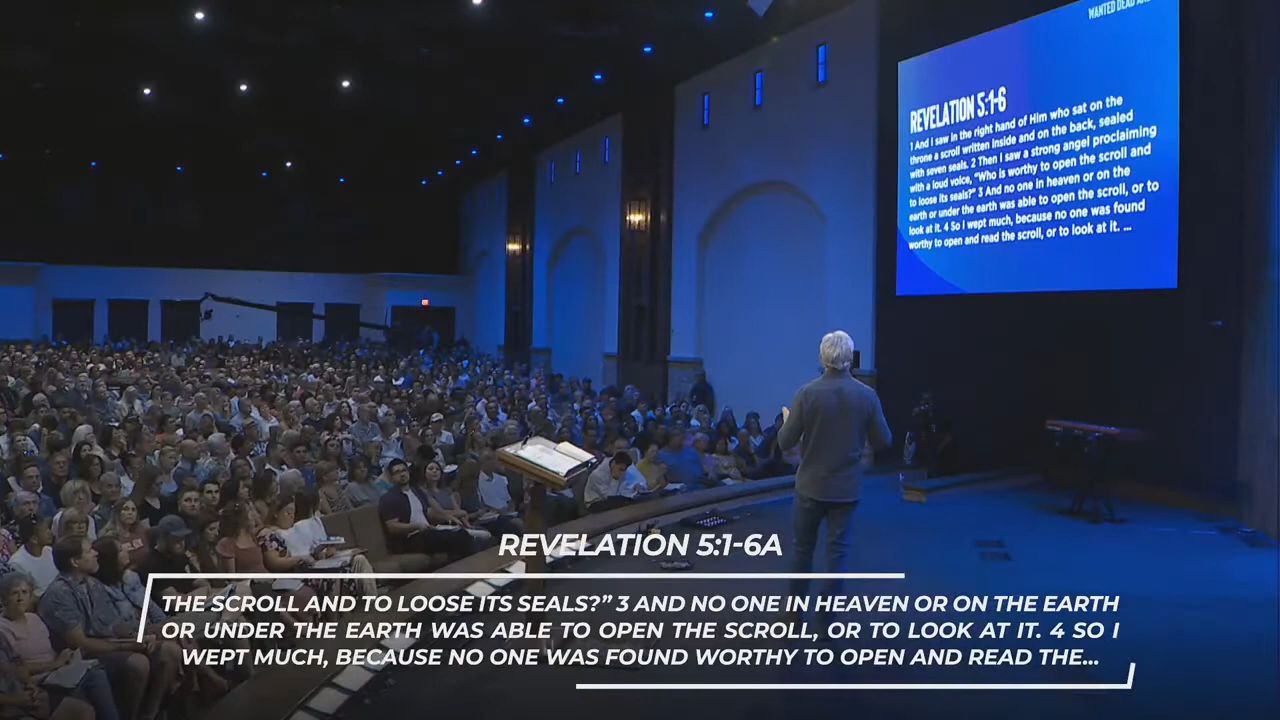 WANTED DEAD
REVELATION 5:1-6
1 And I saw in the right hand of Him who sat on the
throne a scroll written inside and on the back, sealed
with seven seals. 2 Then I saw a strong angel proclaiming
with a loud voice, "Who is worthy to open the scroll and
to loose its seals?" 3 And no one in heaven or on the
earth or under the earth was able to open the scroll, or to
look at it. 4 So I wept much, because no one was found
worthy to open and read the scroll, or to look at it. ...
REVELATION 5:1-6A
THE SCROLL AND TO LOOSE ITS SEALS?” 3 AND NO ONE IN HEAVEN OR ON THE EARTH
OR UNDER THE EARTH WAS ABLE TO OPEN THE SCROLL, OR TO LOOK AT IT. 4 SO I
WEPT MUCH, BECAUSE NO ONE WAS FOUND WORTHY TO OPEN AND READ THE...